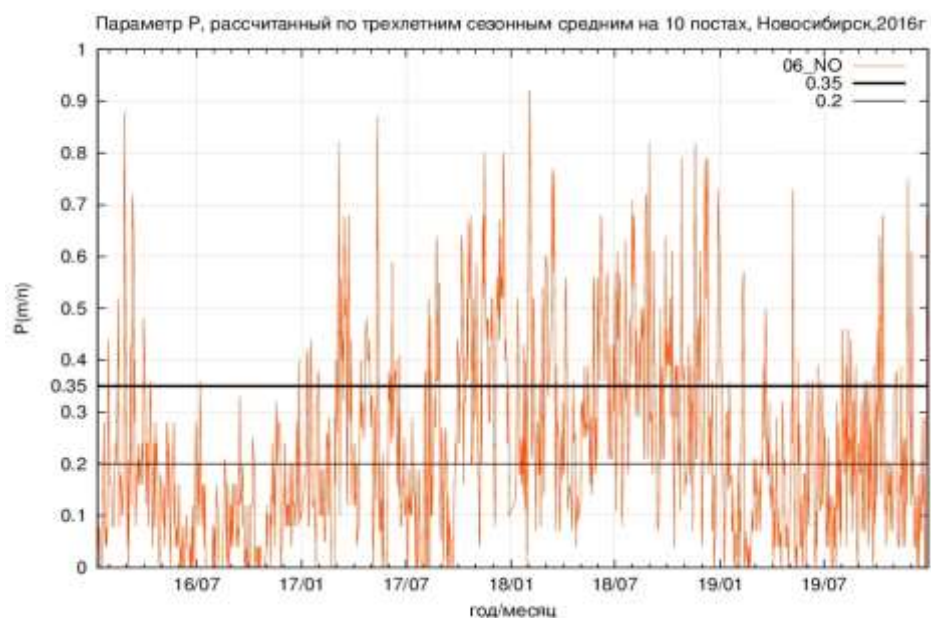 Параметр P, рассчитанный по трехлетним сезонным средним на 10 постах, Новосибирск,2016г
06_NO
0.35
0.2
1
0.9
0.8
0.7
0.6
0.5
0.4
0.35
0.3
0.2
0.1
0
P(m/n)
16/07 17/01 17/07 18/01 18/07 19/01 19/07
год/месяц